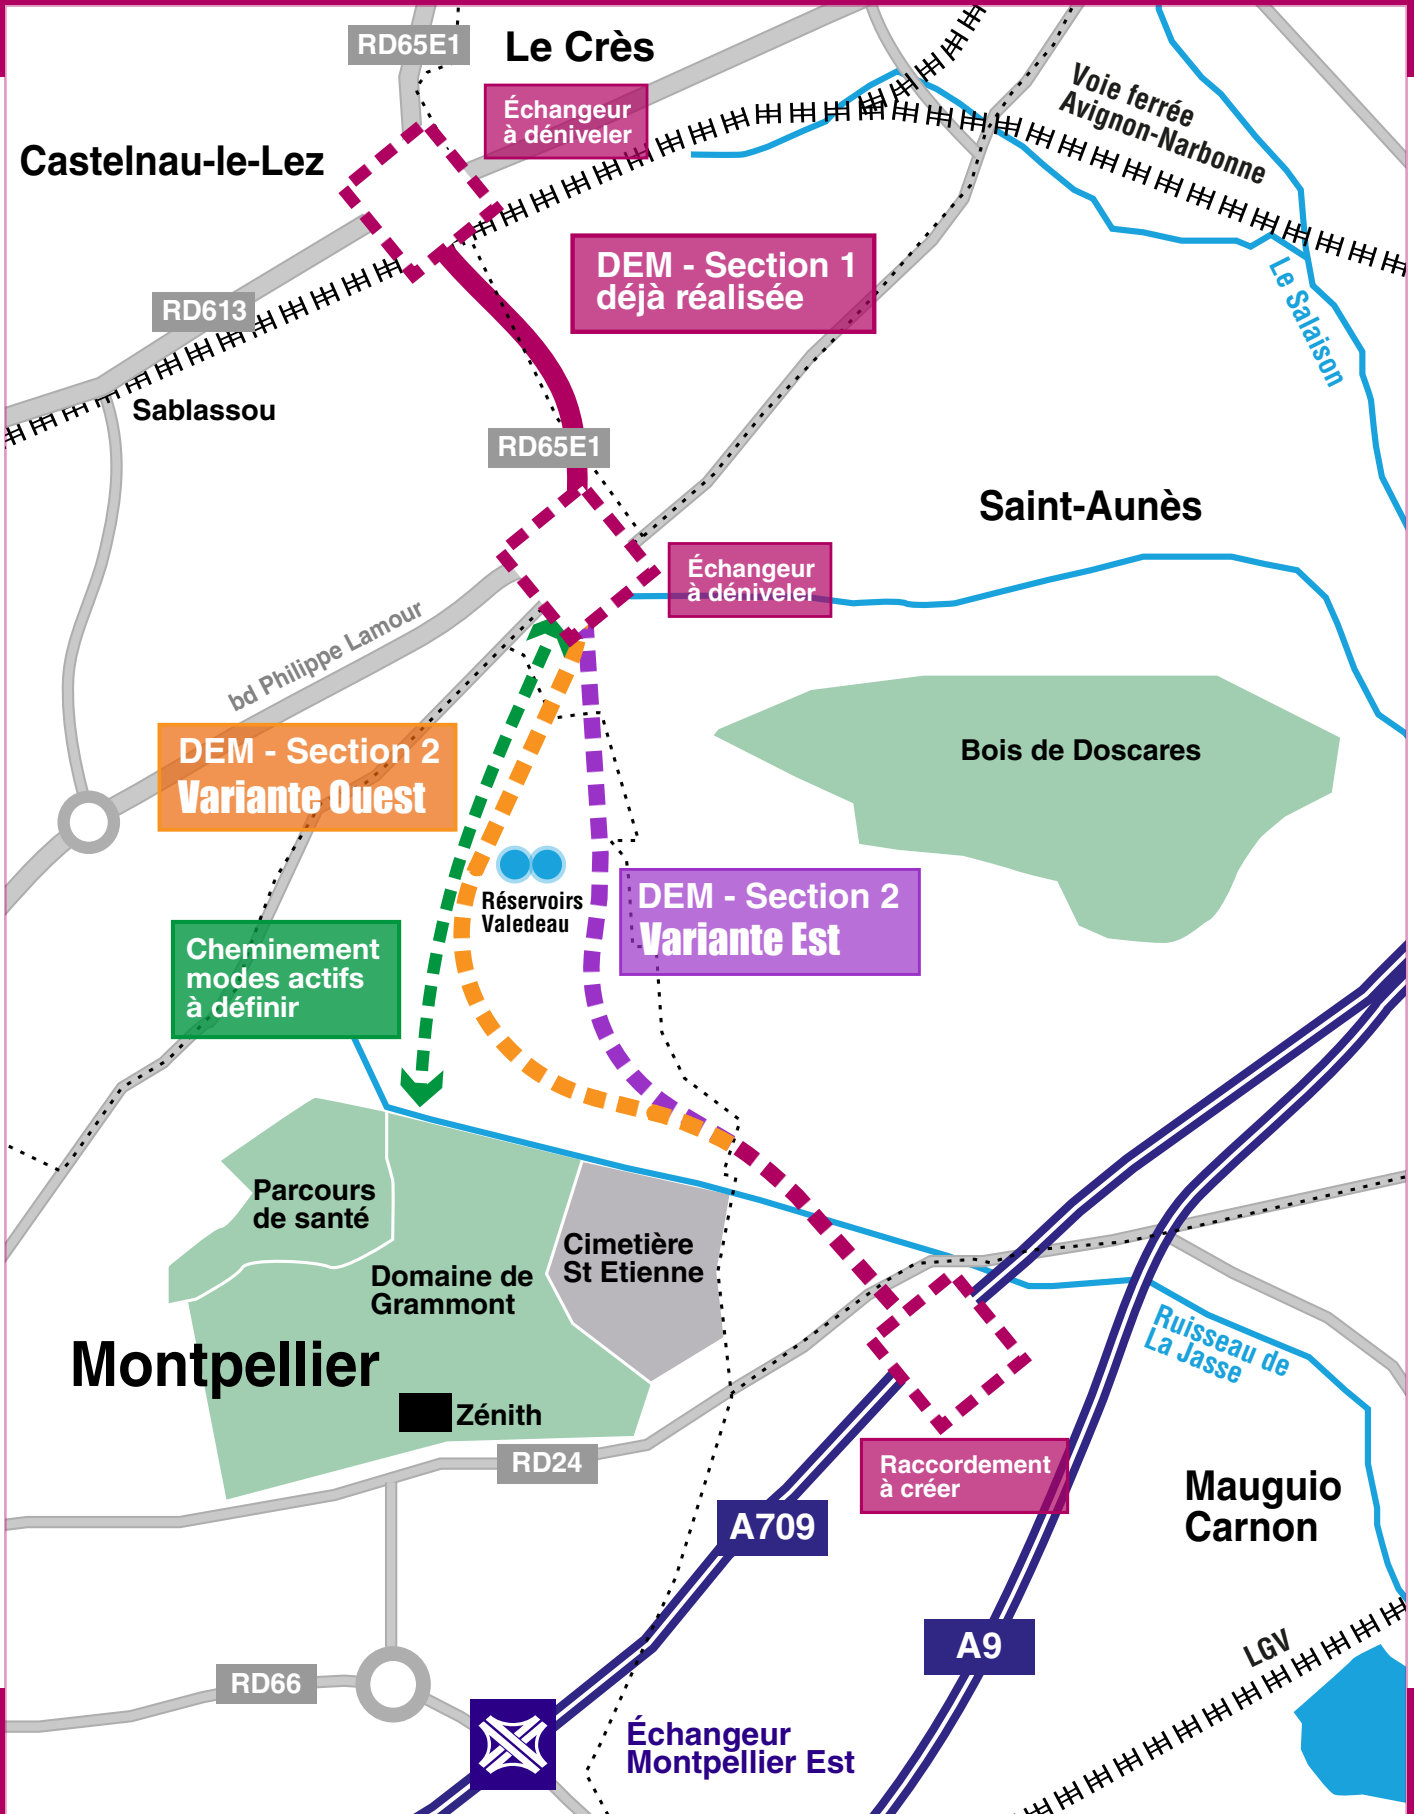 RD65E1
Le Crès
Échangeur
à déniveler
Voie ferrée
Avignon-Narbonne
Castelnau-le-Lez
DEM - Section 1
déjà réalisée
Le Salaison
RD613
Sablassou
RD65E1
Saint-Aunès
Échangeur
à déniveler
bd Philippe Lamour
DEM - Section 2
Variante Ouest
Bois de Doscares
Réservoirs
Valedeau
DEM - Section 2
Variante Est
Cheminement
modes actifs
à définir
Parcours
de santé
Cimetière
St Etienne
Domaine de
Grammont
Ruisseau de
La Jasse
Montpellier
Zénith
RD24
Raccordement
à créer
Mauguio
Carnon
A709
A9
LGV
RD66
Échangeur
Montpellier Est